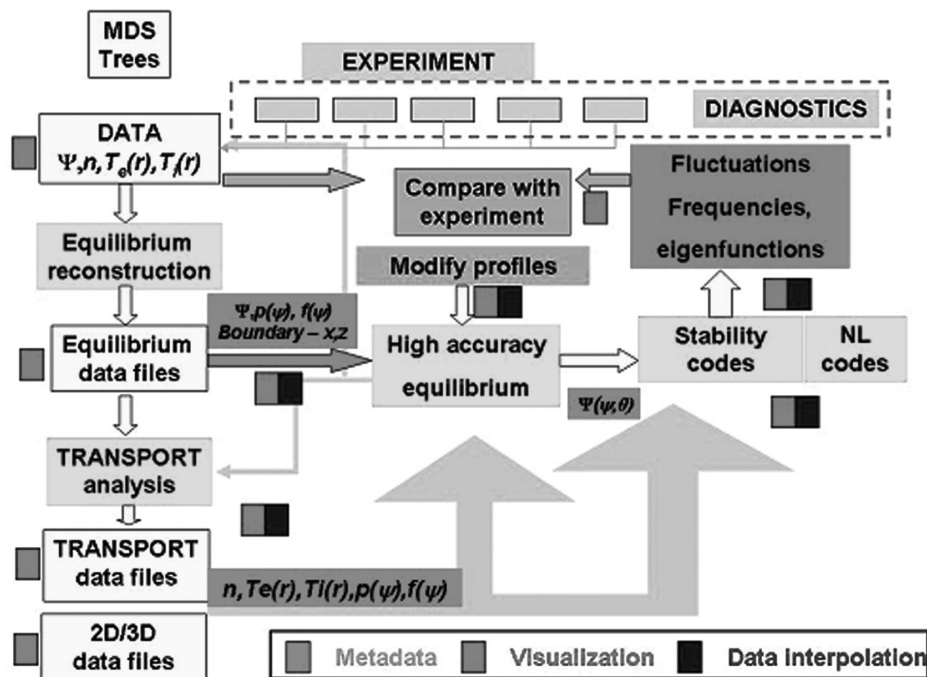 MDS
Trees
EXPERIMENT
DIAGNOSTICS
DATA
Ψ,n,Te(r),Ti(r)
Compare with
experiment
Fluctuations
Frequencies,
eigenfunctions
Equilibrium
reconstruction
Modify profiles
Ψ,p(ψ), f(ψ)
Boundary – x,z
Equilibrium
data files
High accuracy
equilibrium
Stability
codes
NL
codes
Ψ(ψ,θ)
TRANSPORT
analysis
TRANSPORT
data files
n,Te(r),Ti(r),p(ψ),f(ψ)
2D/3D
data files
Metadata
Visualization
Data interpolation